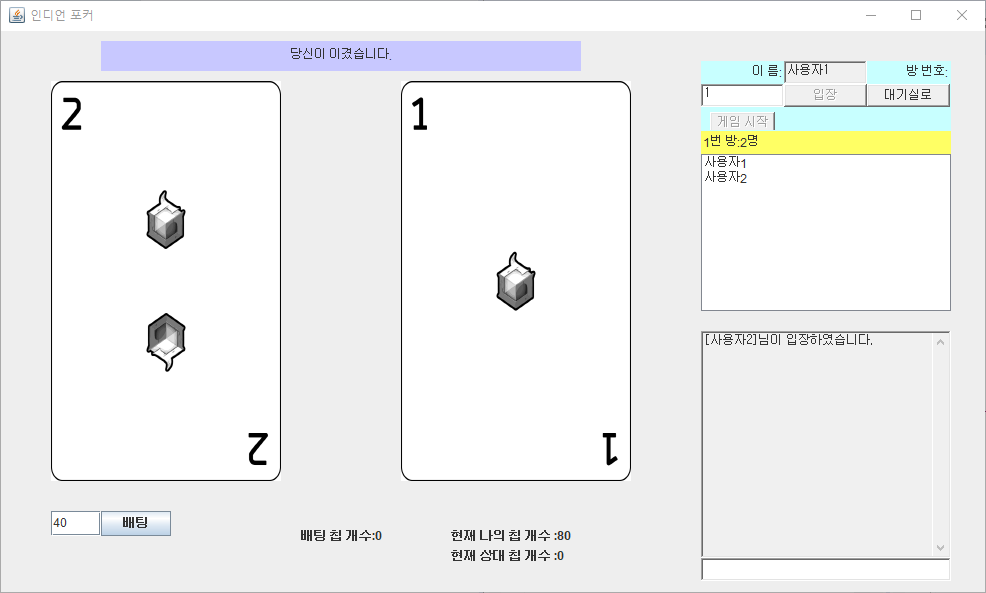 인디언 포커
당신이 이겼습니다.
2
2
1
1
40
배팅
배팅 칩 개수:0
현재 나의 칩 개수 :80
현재 상대 칩 개수 :0
이 름: 사용자1 방 번호:
1 입장 대기실로
게임 시작
1번 방:2명
사용자1
사용자2
[사용자2]님이 입장하였습니다.